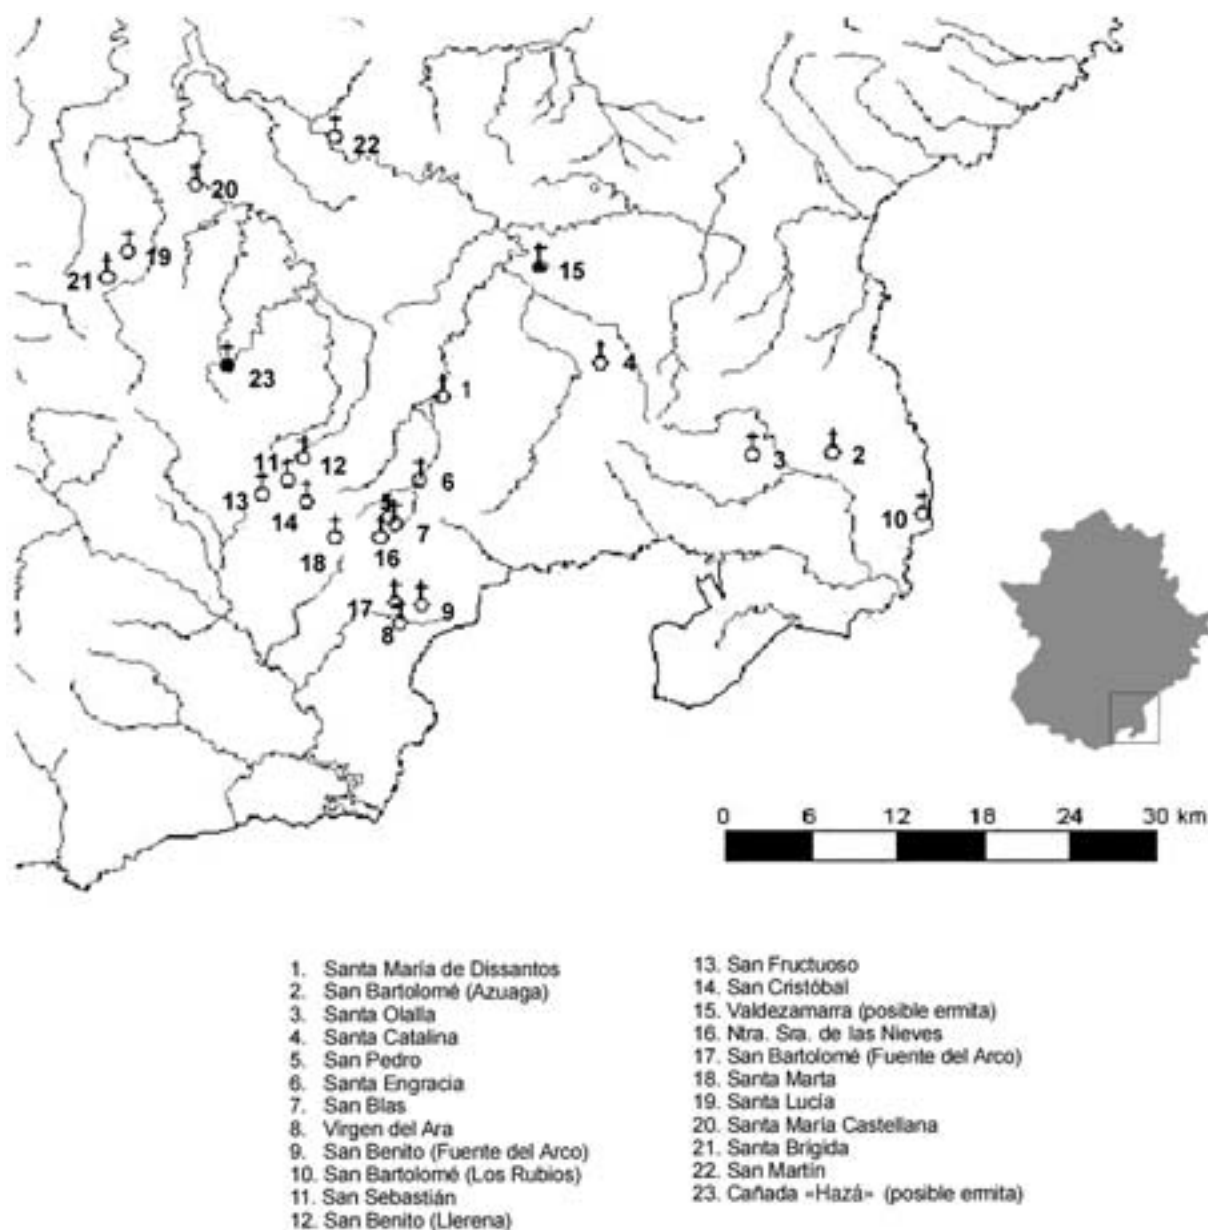 22
20
19
21
15
23
4
1
11
12
3
2
6
13
14
5
10
7
18
16
17
9
8
0 6 12 18 24 30 km
1. Santa María de Dissantos
2. San Bartolomé (Azuaga)
3. Santa Olalla
4. Santa Catalina
5. San Pedro
6. Santa Engracia
7. San Blas
8. Virgen del Ara
9. San Benito (Fuente del Arco)
10. San Bartolomé (Los Rubios)
11. San Sebastián
12. San Benito (Llerena)
13. San Fructuoso
14. San Cristóbal
15. Valdezamarra (posible ermita)
16. Ntra. Sra. de las Nieves
17. San Bartolomé (Fuente del Arco)
18. Santa Marta
19. Santa Lucía
20. Santa María Castellana
21. Santa Brígida
22. San Martín
23. Cañada «Hazá» (posible ermita)